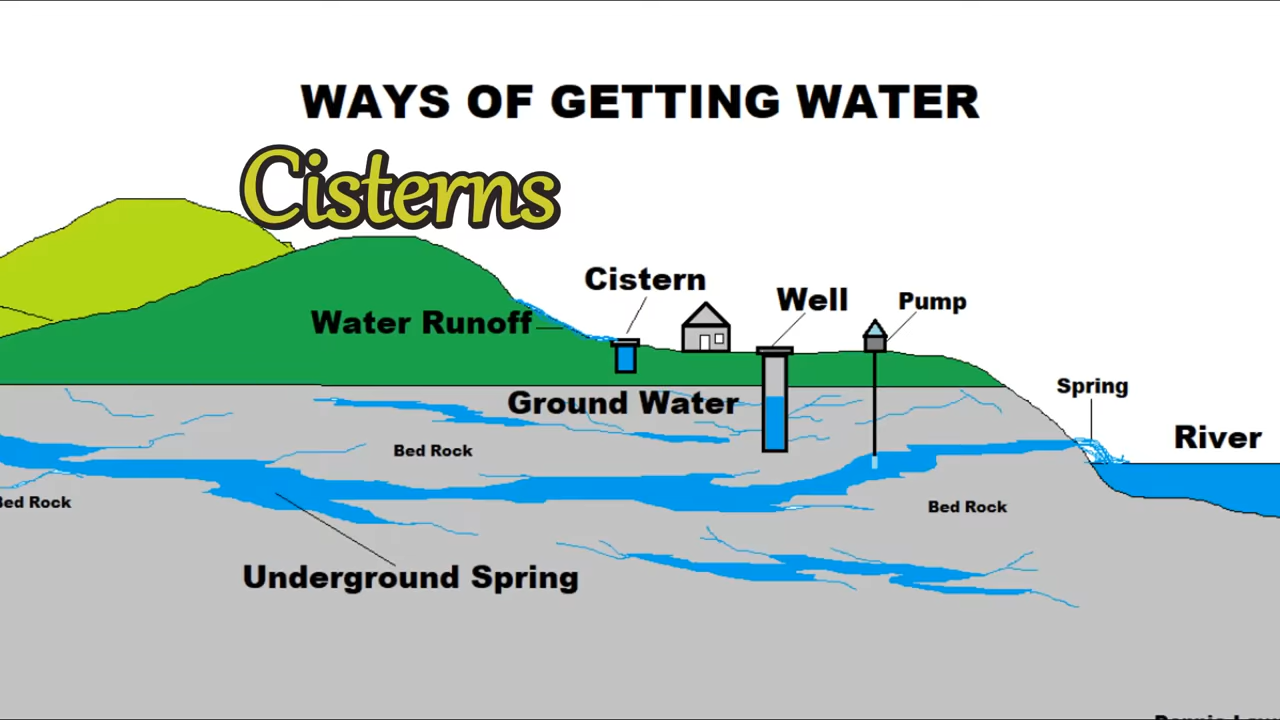 WAYS OF GETTING WATER
Cisterns
Cistern
Well
Pump
Water Runoff
Spring
Ground Water
River
Bed Rock
Bed Rock
Bed Rock
Underground Spring